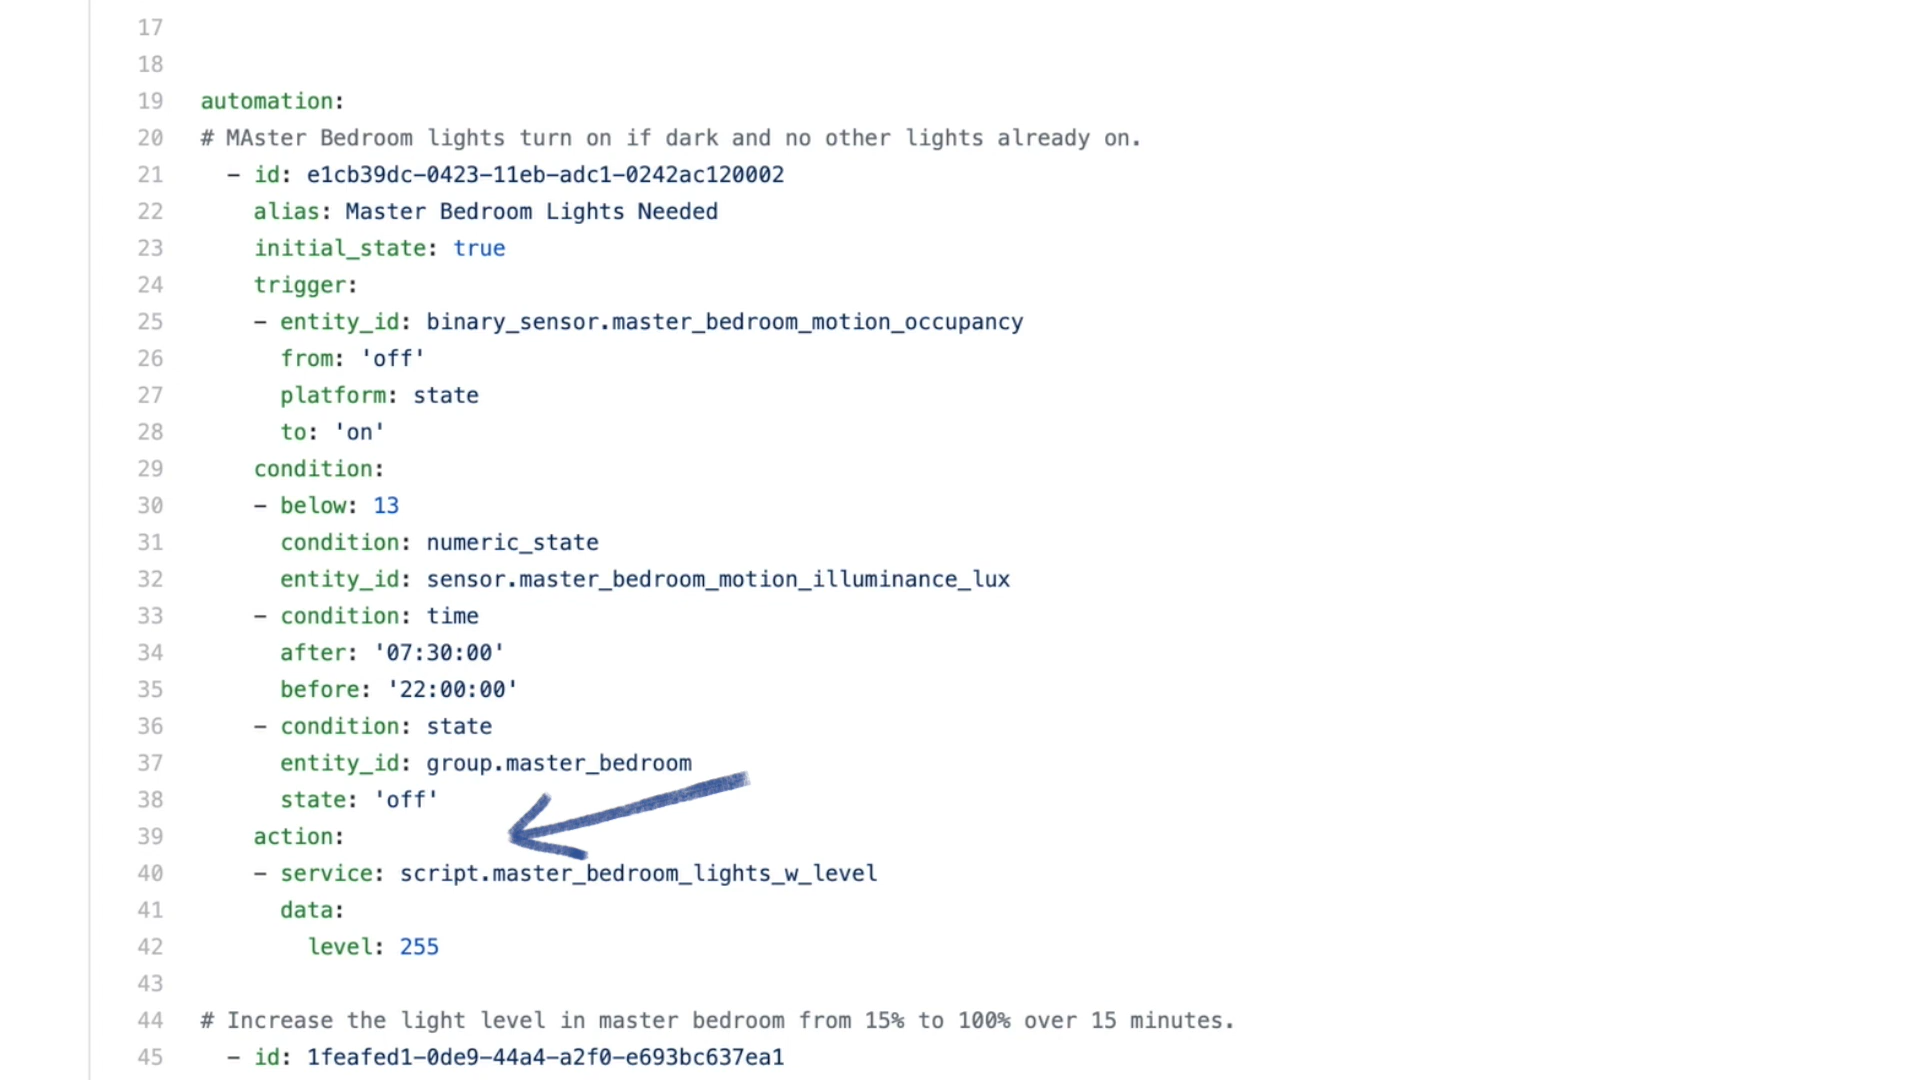 17
18
19 automation:
20 # MAster Bedroom lights turn on if dark and no other lights already on.
21 - id: e1cb39dc-0423-11eb-adc1-0242ac120002
22 alias: Master Bedroom Lights Needed
23 initial_state: true
24 trigger:
25 - entity_id: binary_sensor.master_bedroom_motion_occupancy
26 from: 'off'
27 platform: state
28 to: 'on'
29 condition:
30 - below: 13
31 condition: numeric_state
32 entity_id: sensor.master_bedroom_motion_illuminance_lux
33 - condition: time
34 after: '07:30:00'
35 before: '22:00:00'
36 - condition: state
37 entity_id: group.master_bedroom
38 state: 'off'
39 action:
40 - service: script.master_bedroom_lights_w_level
41 data:
42 level: 255
43
44 # Increase the light level in master bedroom from 15% to 100% over 15 minutes.
45 - id: 1feafed1-0de9-44a4-a2f0-e693bc637ea1